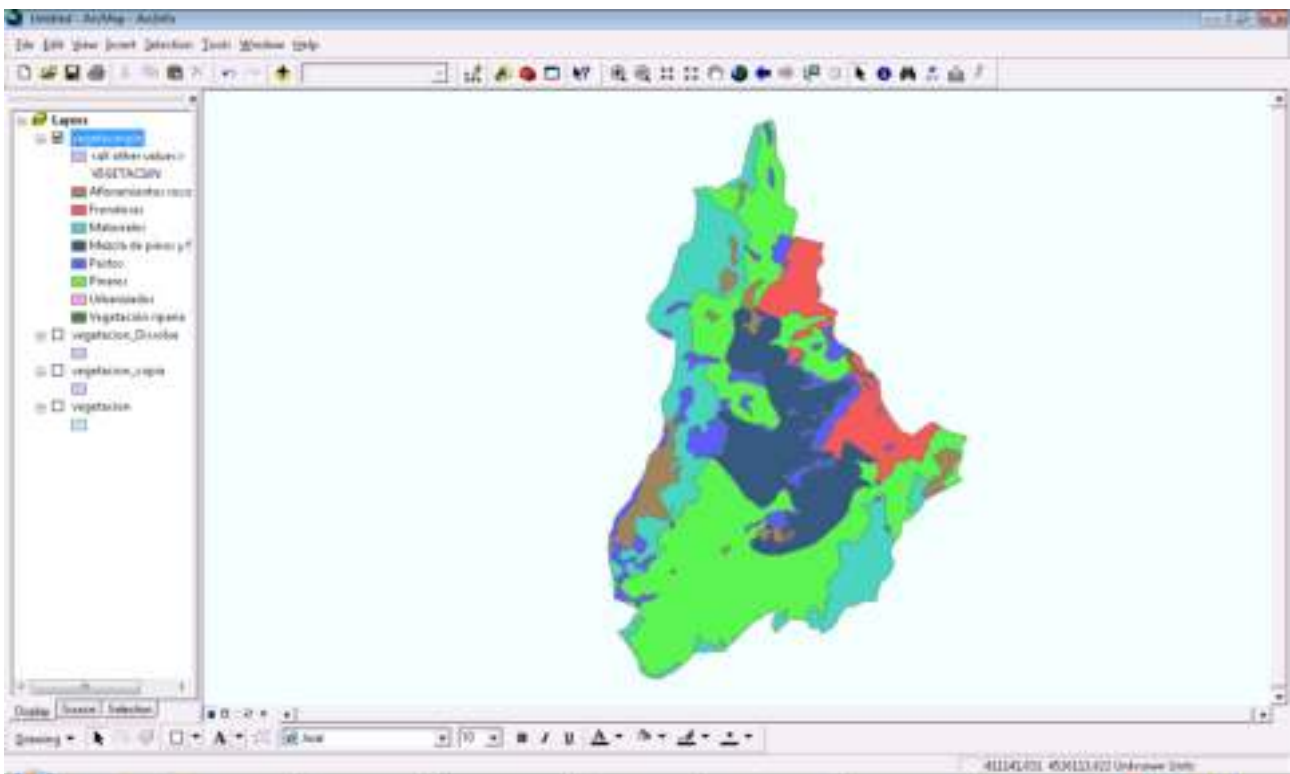 Untitled - ArcMap - ArcInfo
File Edit View Insert Selection Tools Window Help
Layers
<all other values>
VEGETACION
Afloramientos roco
Frondosas
Matorrales
Mezcla de pinos y f
Pastos
Pinares
Urbanizados
Vegetación riparia
vegetacion_Dissolve
vegetacion_copia
vegetacion
Display Source Selection
Drawing A Arial 10 B I U A
Unknown Units